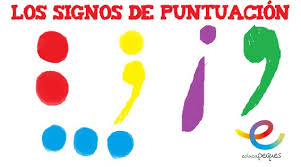 LOS SIGNOS DE PUNTUACIÓN
: ; ¡ ,
...
educapeques